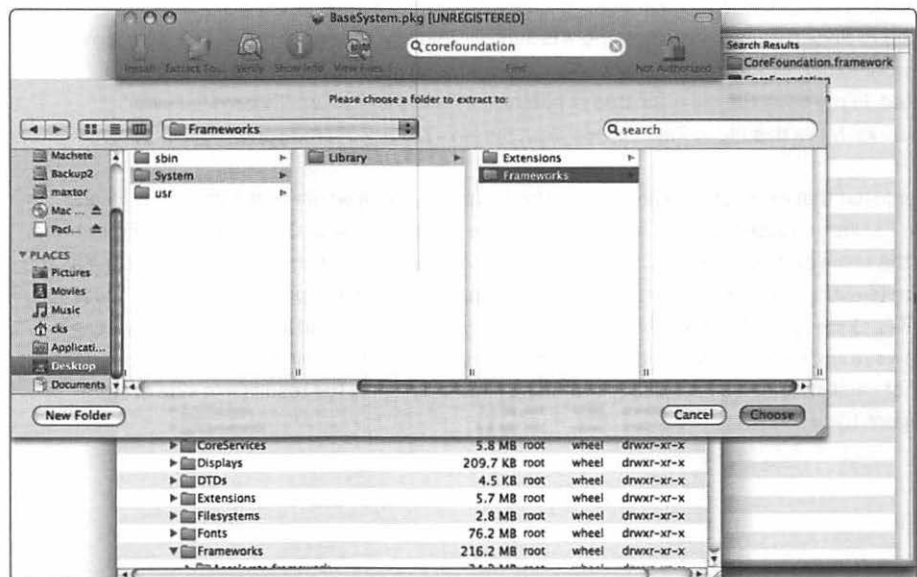 BaseSystem.pkg [UNREGISTERED]
corefoundation
Install Extract To... Verify Show Info View Files Find Not Authorized
Search Results
CoreFoundation.framework
CoreFoundation
Please choose a folder to extract to:
Frameworks
search
Machete
Backup2
maxtor
Mac ...
Paci...
PLACES
Pictures
Movies
Music
cks
Applicati...
Desktop
Documents
sbin
System
usr
Library
Extensions
Frameworks
New Folder
Cancel
Choose
CoreServices 5.8 MB root wheel drwxr-xr-x
Displays 209.7 KB root wheel drwxr-xr-x
DTDs 4.5 KB root wheel drwxr-xr-x
Extensions 5.7 MB root wheel drwxr-xr-x
Filesystems 2.8 MB root wheel drwxr-xr-x
Fonts 76.2 MB root wheel drwxr-xr-x
Frameworks 216.2 MB root wheel drwxr-xr-x